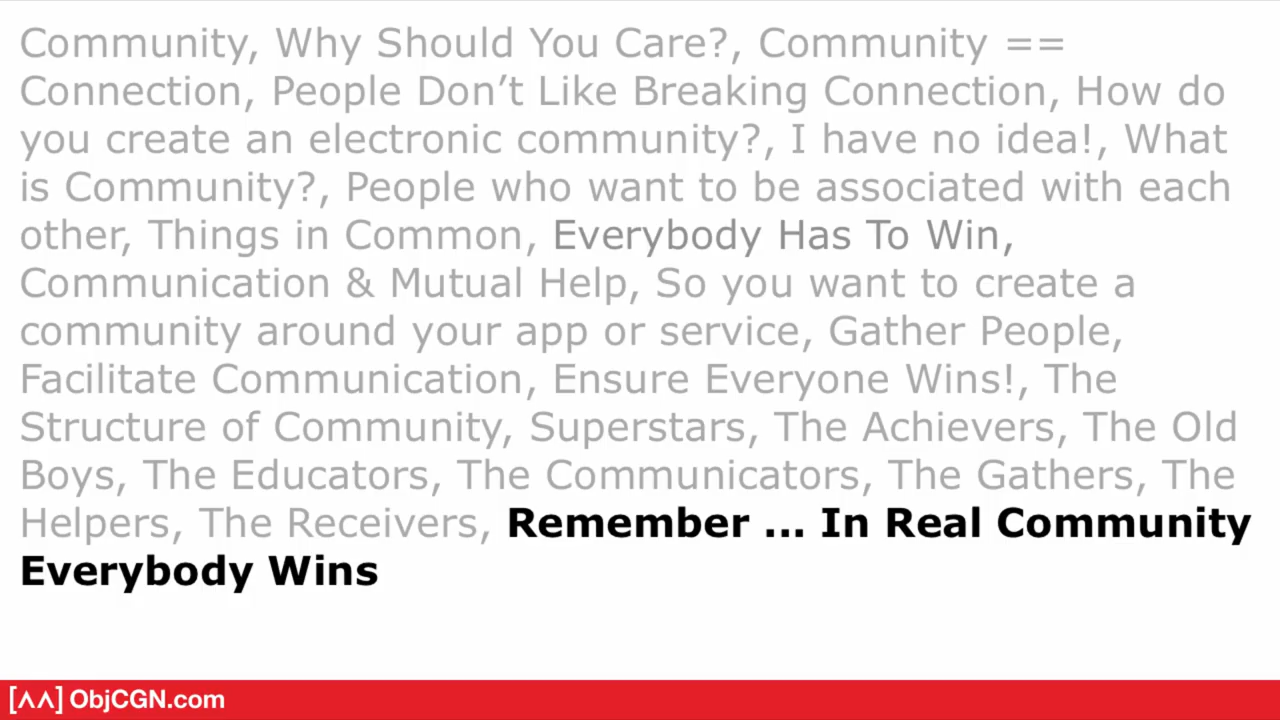 Community, Why Should You Care?, Community ==
Connection, People Don’t Like Breaking Connection, How do
you create an electronic community?, I have no idea!, What
is Community?, People who want to be associated with each
other, Things in Common, Everybody Has To Win,
Communication & Mutual Help, So you want to create a
community around your app or service, Gather People,
Facilitate Communication, Ensure Everyone Wins!, The
Structure of Community, Superstars, The Achievers, The Old
Boys, The Educators, The Communicators, The Gathers, The
Helpers, The Receivers, Remember ... In Real Community
Everybody Wins
[ʌʌ] ObjCGN.com